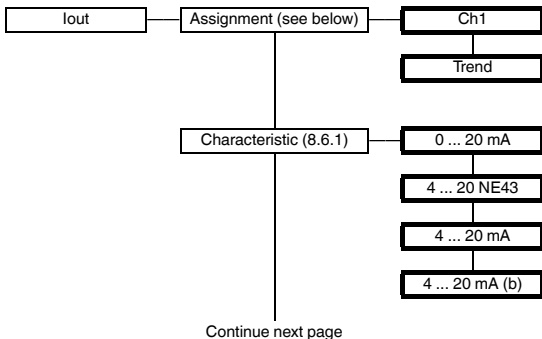 Iout
Assignment (see below)
Ch1
Trend
Characteristic (8.6.1)
0 ... 20 mA
4 ... 20 NE43
4 ... 20 mA
4 ... 20 mA (b)
Continue next page